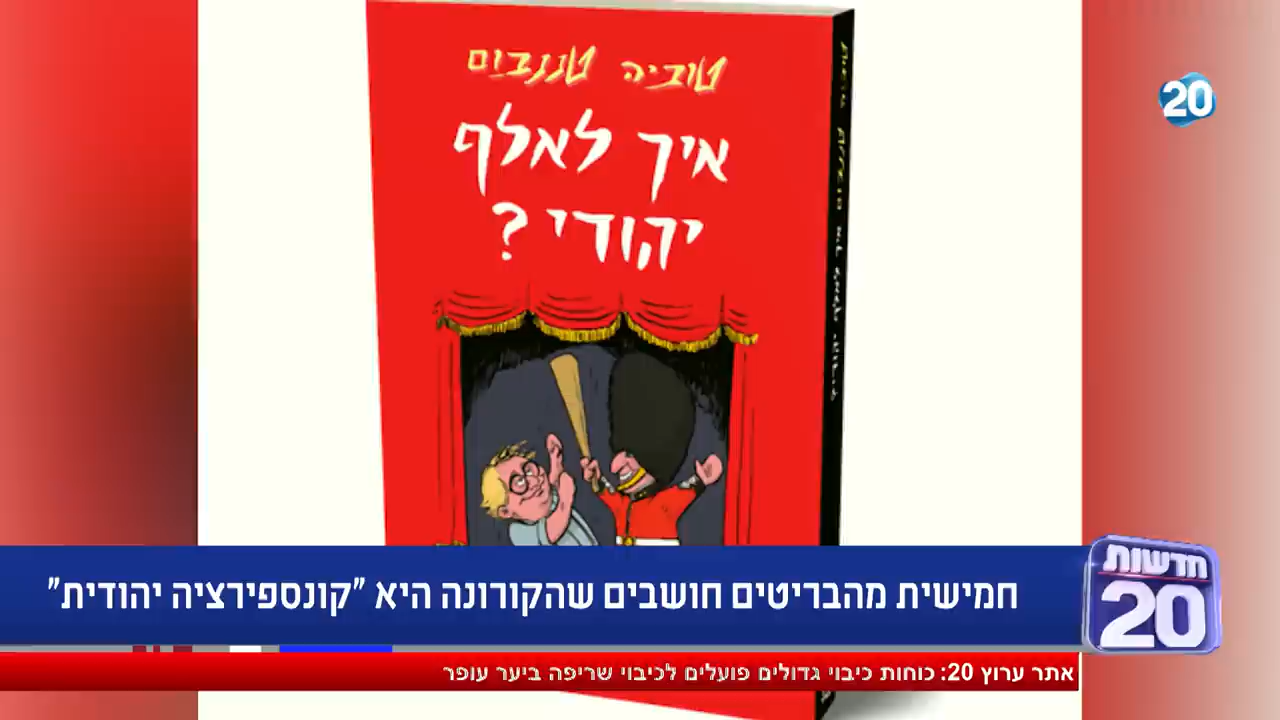 טוביה טננבום
איך לאלף
יהודי?
20
חמישית מהבריטים חושבים שהקורונה היא "קונספירציה יהודית"
חדשות
20
אתר ערוץ 20: כוחות כיבוי גדולים פועלים לכיבוי שריפה ביער עופר